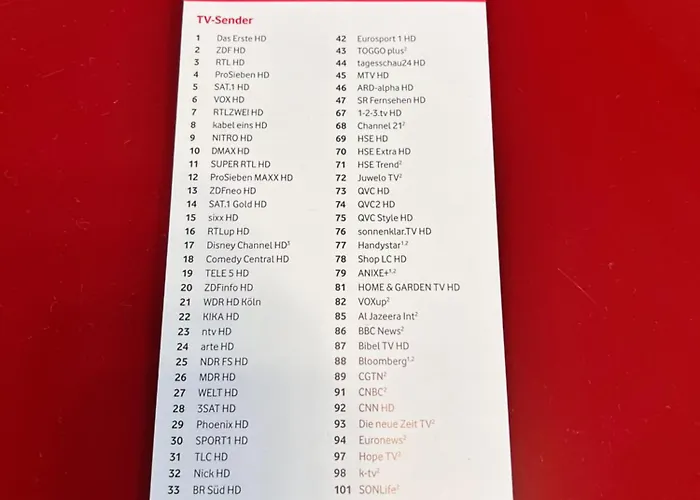 TV-Sender
1 Das Erste HD
2 ZDF HD
3 RTL HD
4 ProSieben HD
5 SAT.1 HD
6 VOX HD
7 RTLZWEI HD
8 kabel eins HD
9 NITRO HD
10 DMAX HD
11 SUPER RTL HD
12 ProSieben MAXX HD
13 ZDFneo HD
14 SAT.1 Gold HD
15 sixx HD
16 RTLup HD
17 Disney Channel HD³
18 Comedy Central HD
19 TELE 5 HD
20 ZDFinfo HD
21 WDR HD Köln
22 KIKA HD
23 ntv HD
24 arte HD
25 NDR FS HD
26 MDR HD
27 WELT HD
28 3SAT HD
29 Phoenix HD
30 SPORT1 HD
31 TLC HD
32 Nick HD
33 BR Süd HD
42 Eurosport 1 HD
43 TOGGO plus²
44 tagesschau24 HD
45 MTV HD
46 ARD-alpha HD
47 SR Fernsehen HD
67 1-2-3.tv HD
68 Channel 21²
69 HSE HD
70 HSE Extra HD
71 HSE Trend²
72 Juwelo TV²
73 QVC HD
74 QVC2 HD
75 QVC Style HD
76 sonnenklar.TV HD
77 Handystar¹,²
78 Shop LC HD
79 ANIXE+¹,²
81 HOME & GARDEN TV HD
82 VOXup²
85 Al Jazeera Int²
86 BBC News²
87 Bibel TV HD
88 Bloomberg¹,²
89 CGTN²
91 CNBC²
92 CNN HD
93 Die neue Zeit TV²
94 Euronews²
97 Hope TV²
98 k-tv²
101 SONLife²